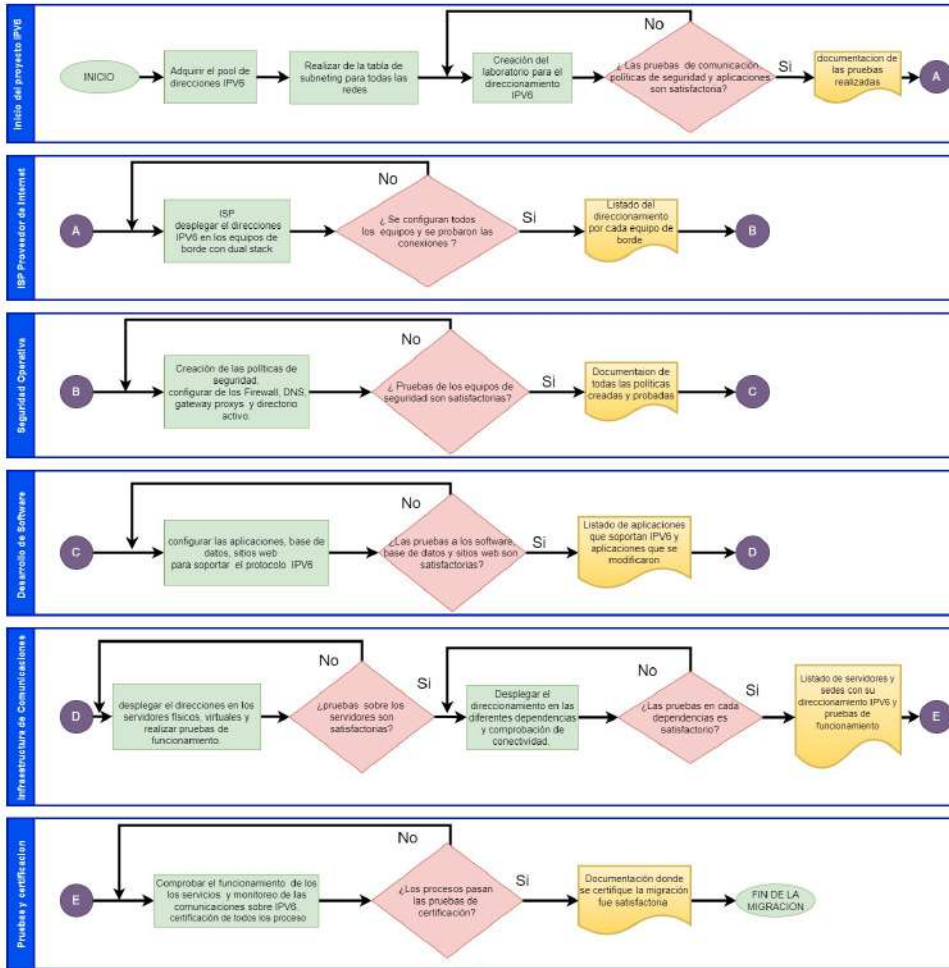 Inicio del proyecto IPV6
INICIO
Adquirir el pool de
direcciones IPV6
Realizar de la tabla de
subneting para todas las
redes
Creación del
laboratorio para el
direccionamiento
IPV6
No
¿ Las pruebas de comunicación,
políticas de seguridad y aplicaciones
son satisfactoria?
Si
documentacion de
las pruebas
realizadas
A
ISP Proveedor de Internet
A
ISP
desplegar el direcciones
IPV6 en los equipos de
borde con dual stack
No
¿ Se configuran todos
los equipos y se probaron las
conexiones ?
Si
Listado del
direccionamiento
por cada equipo de
borde
B
Seguridad Operativa
B
Creación de las políticas de
seguridad.
configurar de los Firewall, DNS,
gateway proxys y directorio
activo.
No
¿ Pruebas de los equipos de
seguridad son satisfactorias?
Si
Documentaion de
todas las políticas
creadas y probadas
C
Desarrollo de Software
C
configurar las aplicaciones, base de
datos, sitios web
para soportar el protocolo IPV6
No
¿Las pruebas a los software,
base de datos y sitios web son
satisfactorias?
Si
Listado de aplicaciones
que soportan IPV6 y
aplicaciones que se
modificaron
D
Infraestructura de Comunicaciones
D
desplegar el direcciones en los
servidores físicos, virtuales y
realizar pruebas de
funcionamiento.
No
¿pruebas sobre los
servidores son
satisfactorias?
Si
Desplegar el
direccionamiento en las
diferentes dependencias
y comprobación de
conectividad.
No
¿Las pruebas en cada
dependencias es
satisfactorio?
Si
Listado de servidores y
sedes con su
direccionamiento IPV6 y
pruebas de
funcionamiento
E
Pruebas y certificacion
E
Comprobar el funcionamiento de los
los servicios y monitoreo de las
comunicaciones sobre IPV6.
certificación de todos los proceso
No
¿Los procesos pasan
las pruebas de
certificación?
Si
Documentación donde
se certifique la migración
fue satisfactoria
FIN DE LA
MIGRACION